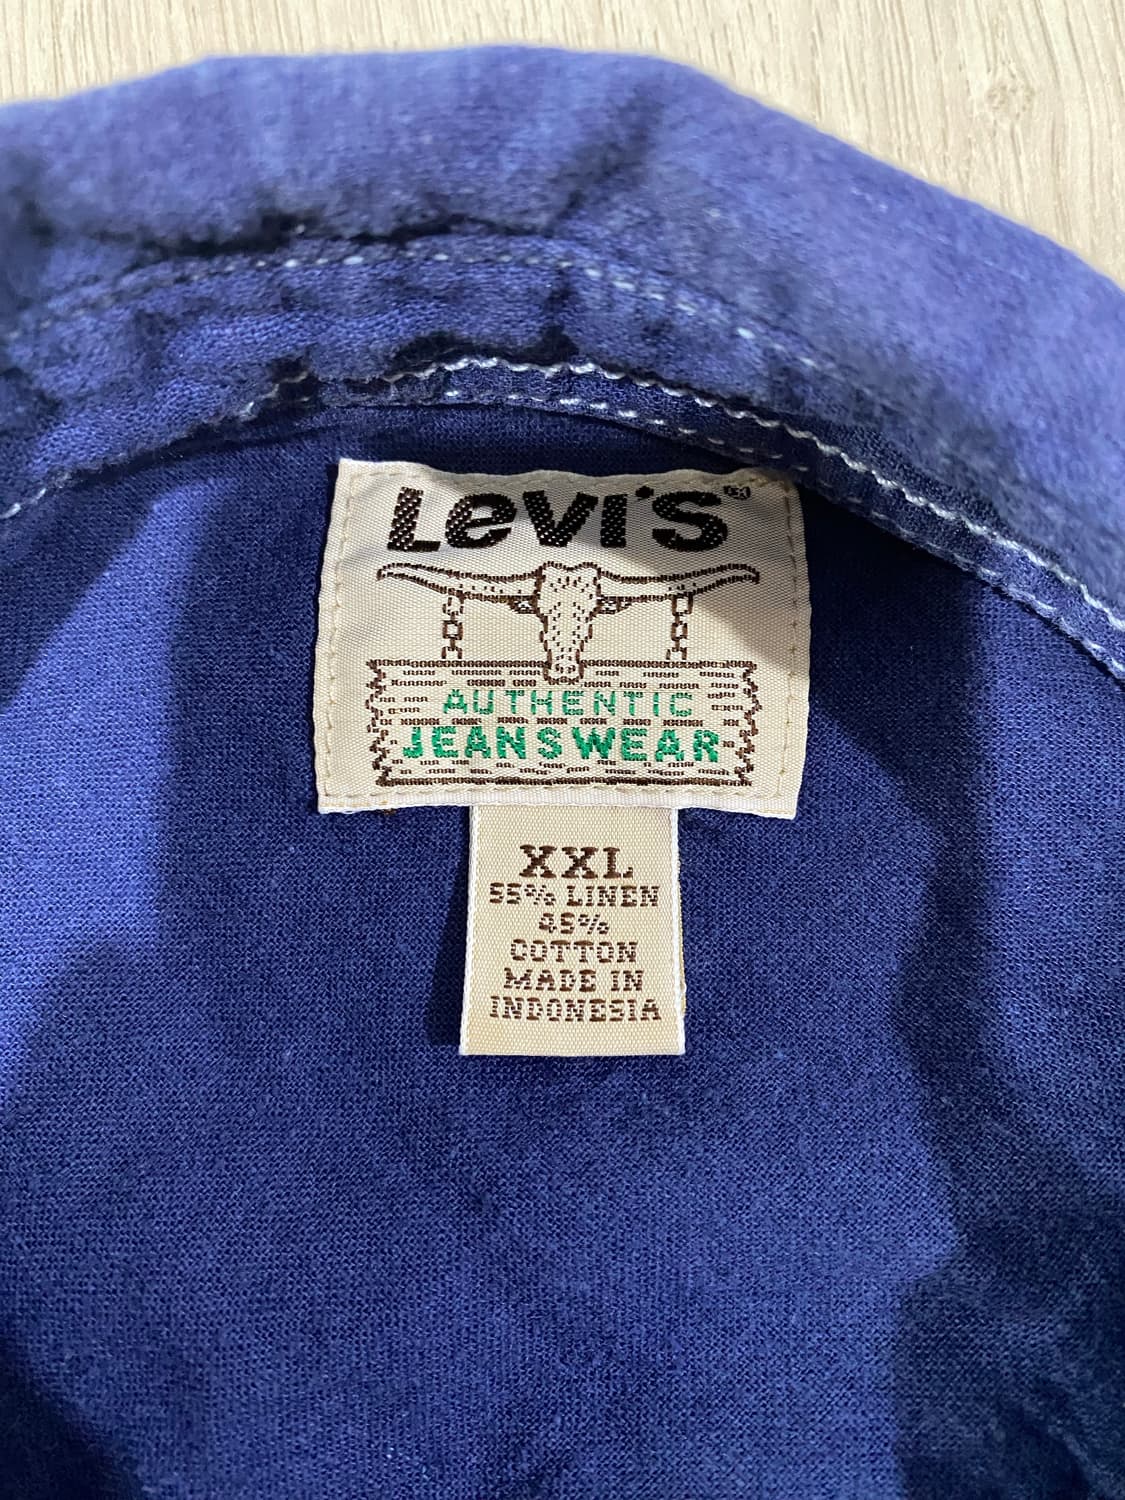 Levi's®
AUTHENTIC
JEANSWEAR
XXL
55% LINEN
45%
COTTON
MADE IN
INDONESIA